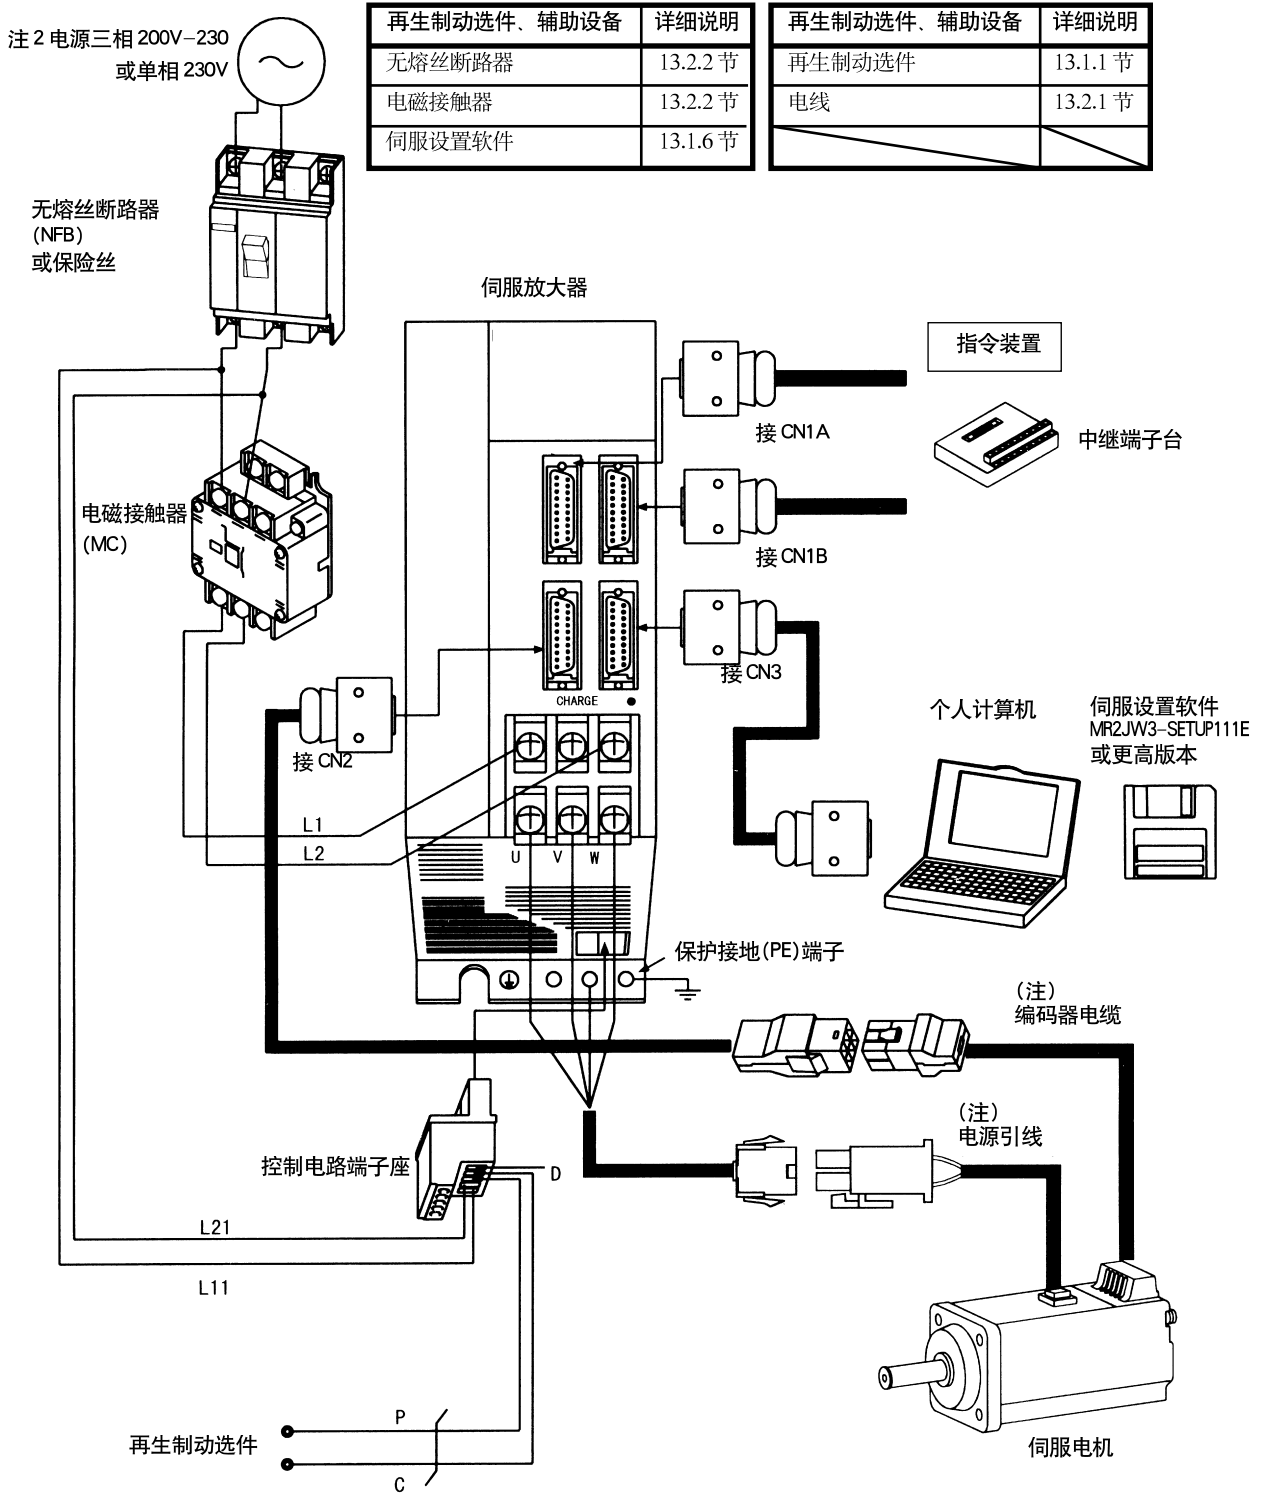 再生制动选件、辅助设备 详细说明
无熔丝断路器 13.2.2 节
电磁接触器 13.2.2 节
伺服设置软件 13.1.6 节
再生制动选件、辅助设备 详细说明
再生制动选件 13.1.1 节
电线 13.2.1 节
注 2 电源三相 200V-230
或单相 230V
无熔丝断路器
(NFB)
或保险丝
伺服放大器
指令装置
接 CN1A
中继端子台
电磁接触器
(MC)
接 CN1B
接 CN3
CHARGE
接 CN2
个人计算机
伺服设置软件
MR2JW3-SETUP111E
或更高版本
L1
L2
U V W
保护接地(PE)端子
(注)
编码器电缆
(注)
电源引线
控制电路端子座
D
L21
L11
P
再生制动选件
C
伺服电机